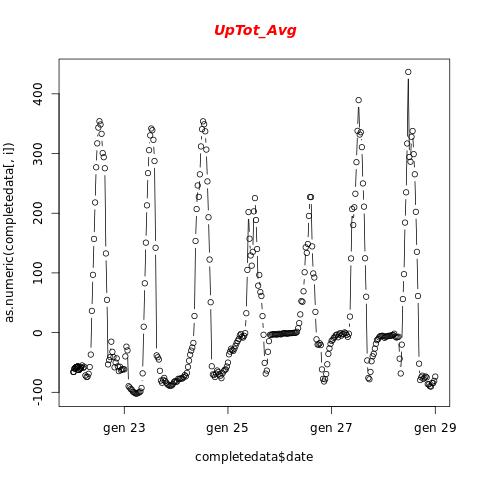 UpTot_Avg
as.numeric(completedata[, i])
400
300
200
100
0
-100
gen 23 gen 25 gen 27 gen 29
completedata$date